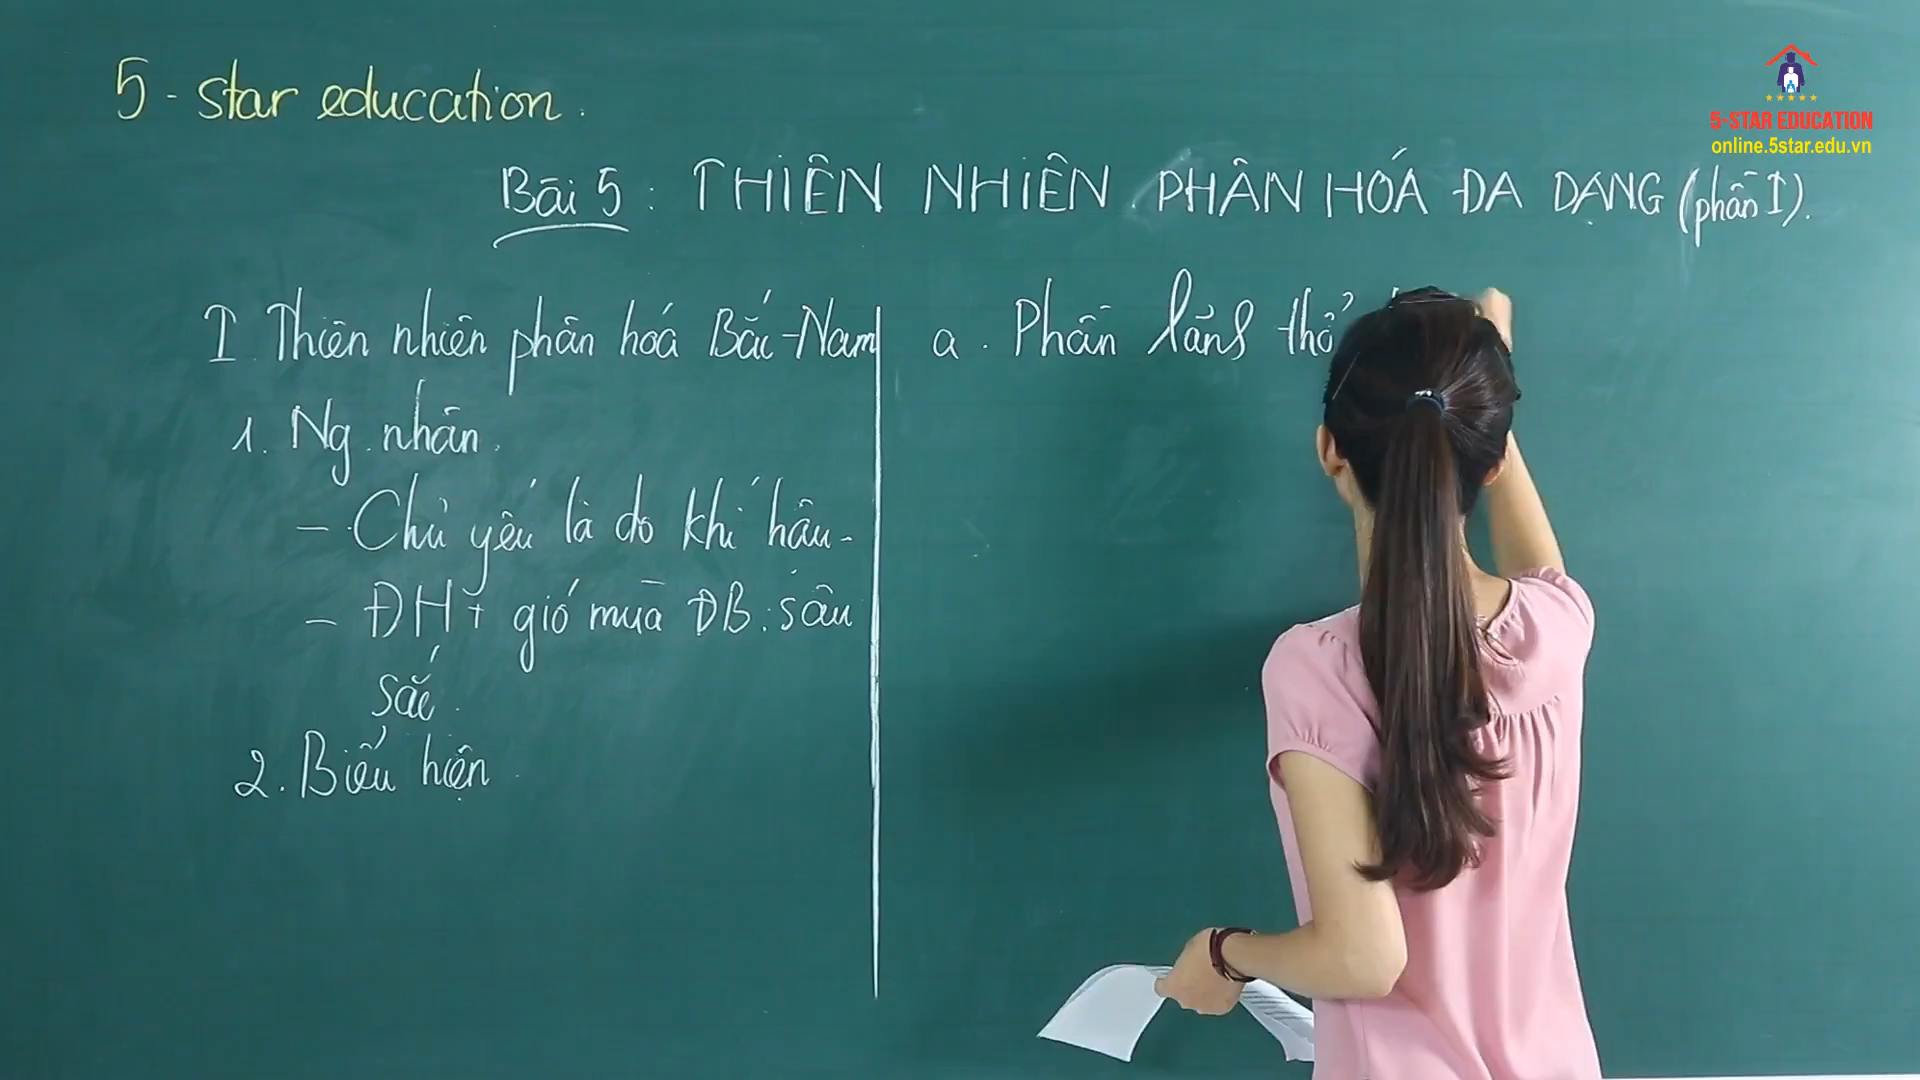 5 - star education.
5-STAR EDUCATION
online.5star.edu.vn
Bài 5 : THIÊN NHIÊN PHÂN HÓA ĐA DẠNG (phần I).
I. Thiên nhiên phân hoá Bắc-Nam
1. Ng. nhân.
- Chủ yếu là do khí hậu.
- ĐH + gió mùa ĐB : sâu
sắc.
2. Biểu hiện.
a. Phần lãnh thổ